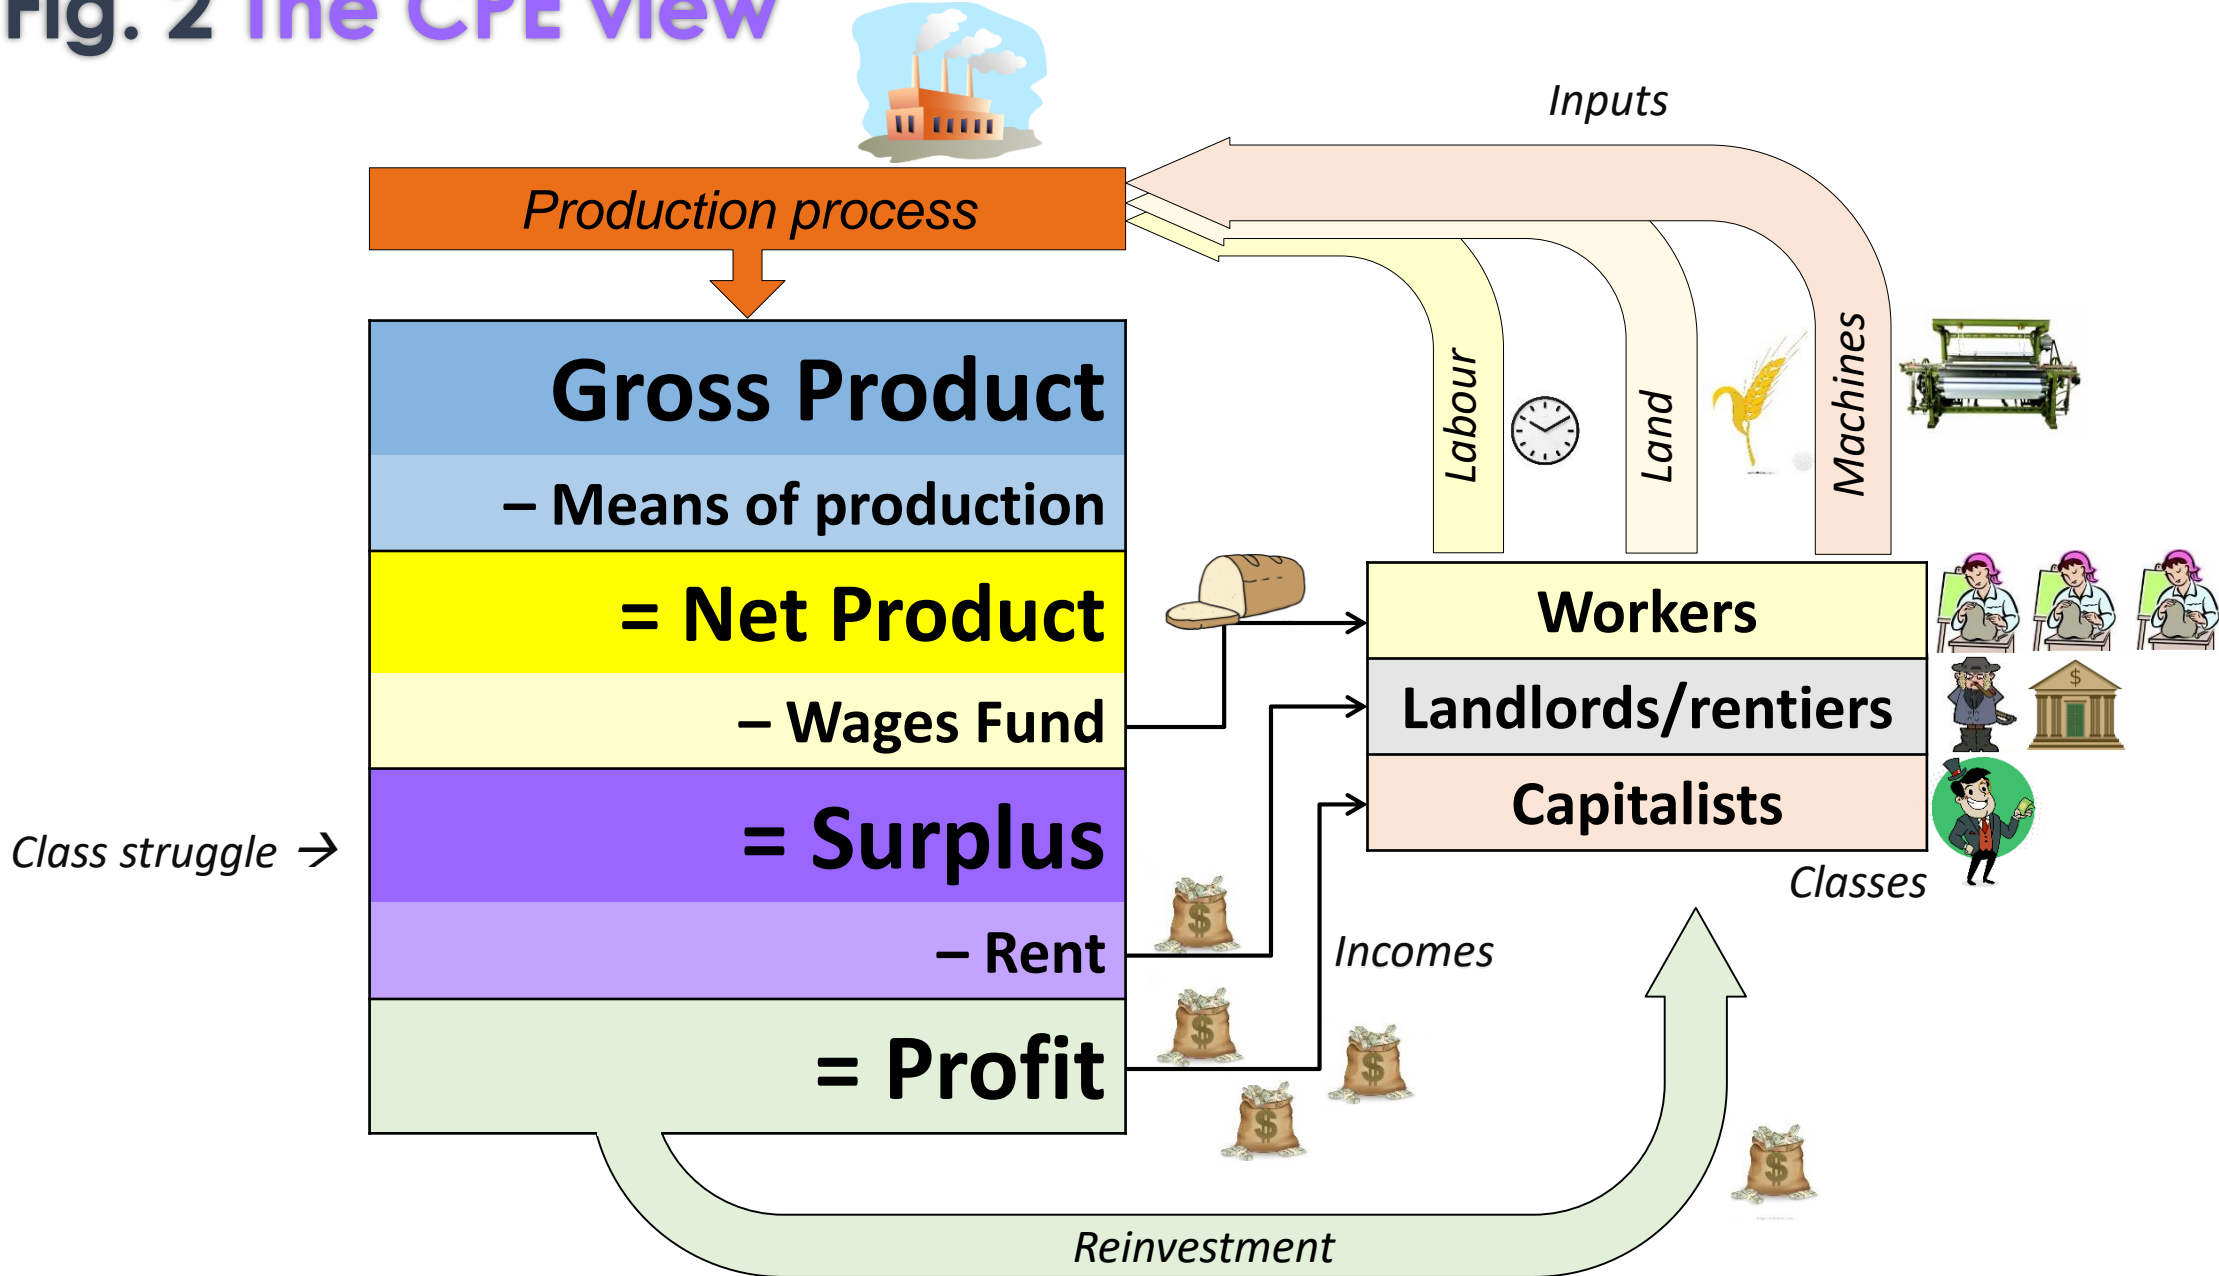 Fig. 2 The CPE view
Inputs
Production process
Gross Product
– Means of production
= Net Product
– Wages Fund
= Surplus
– Rent
= Profit
Class struggle →
Labour
Land
Machines
Workers
Landlords/rentiers
Capitalists
Classes
Incomes
Reinvestment
$
$
$
$
$
$